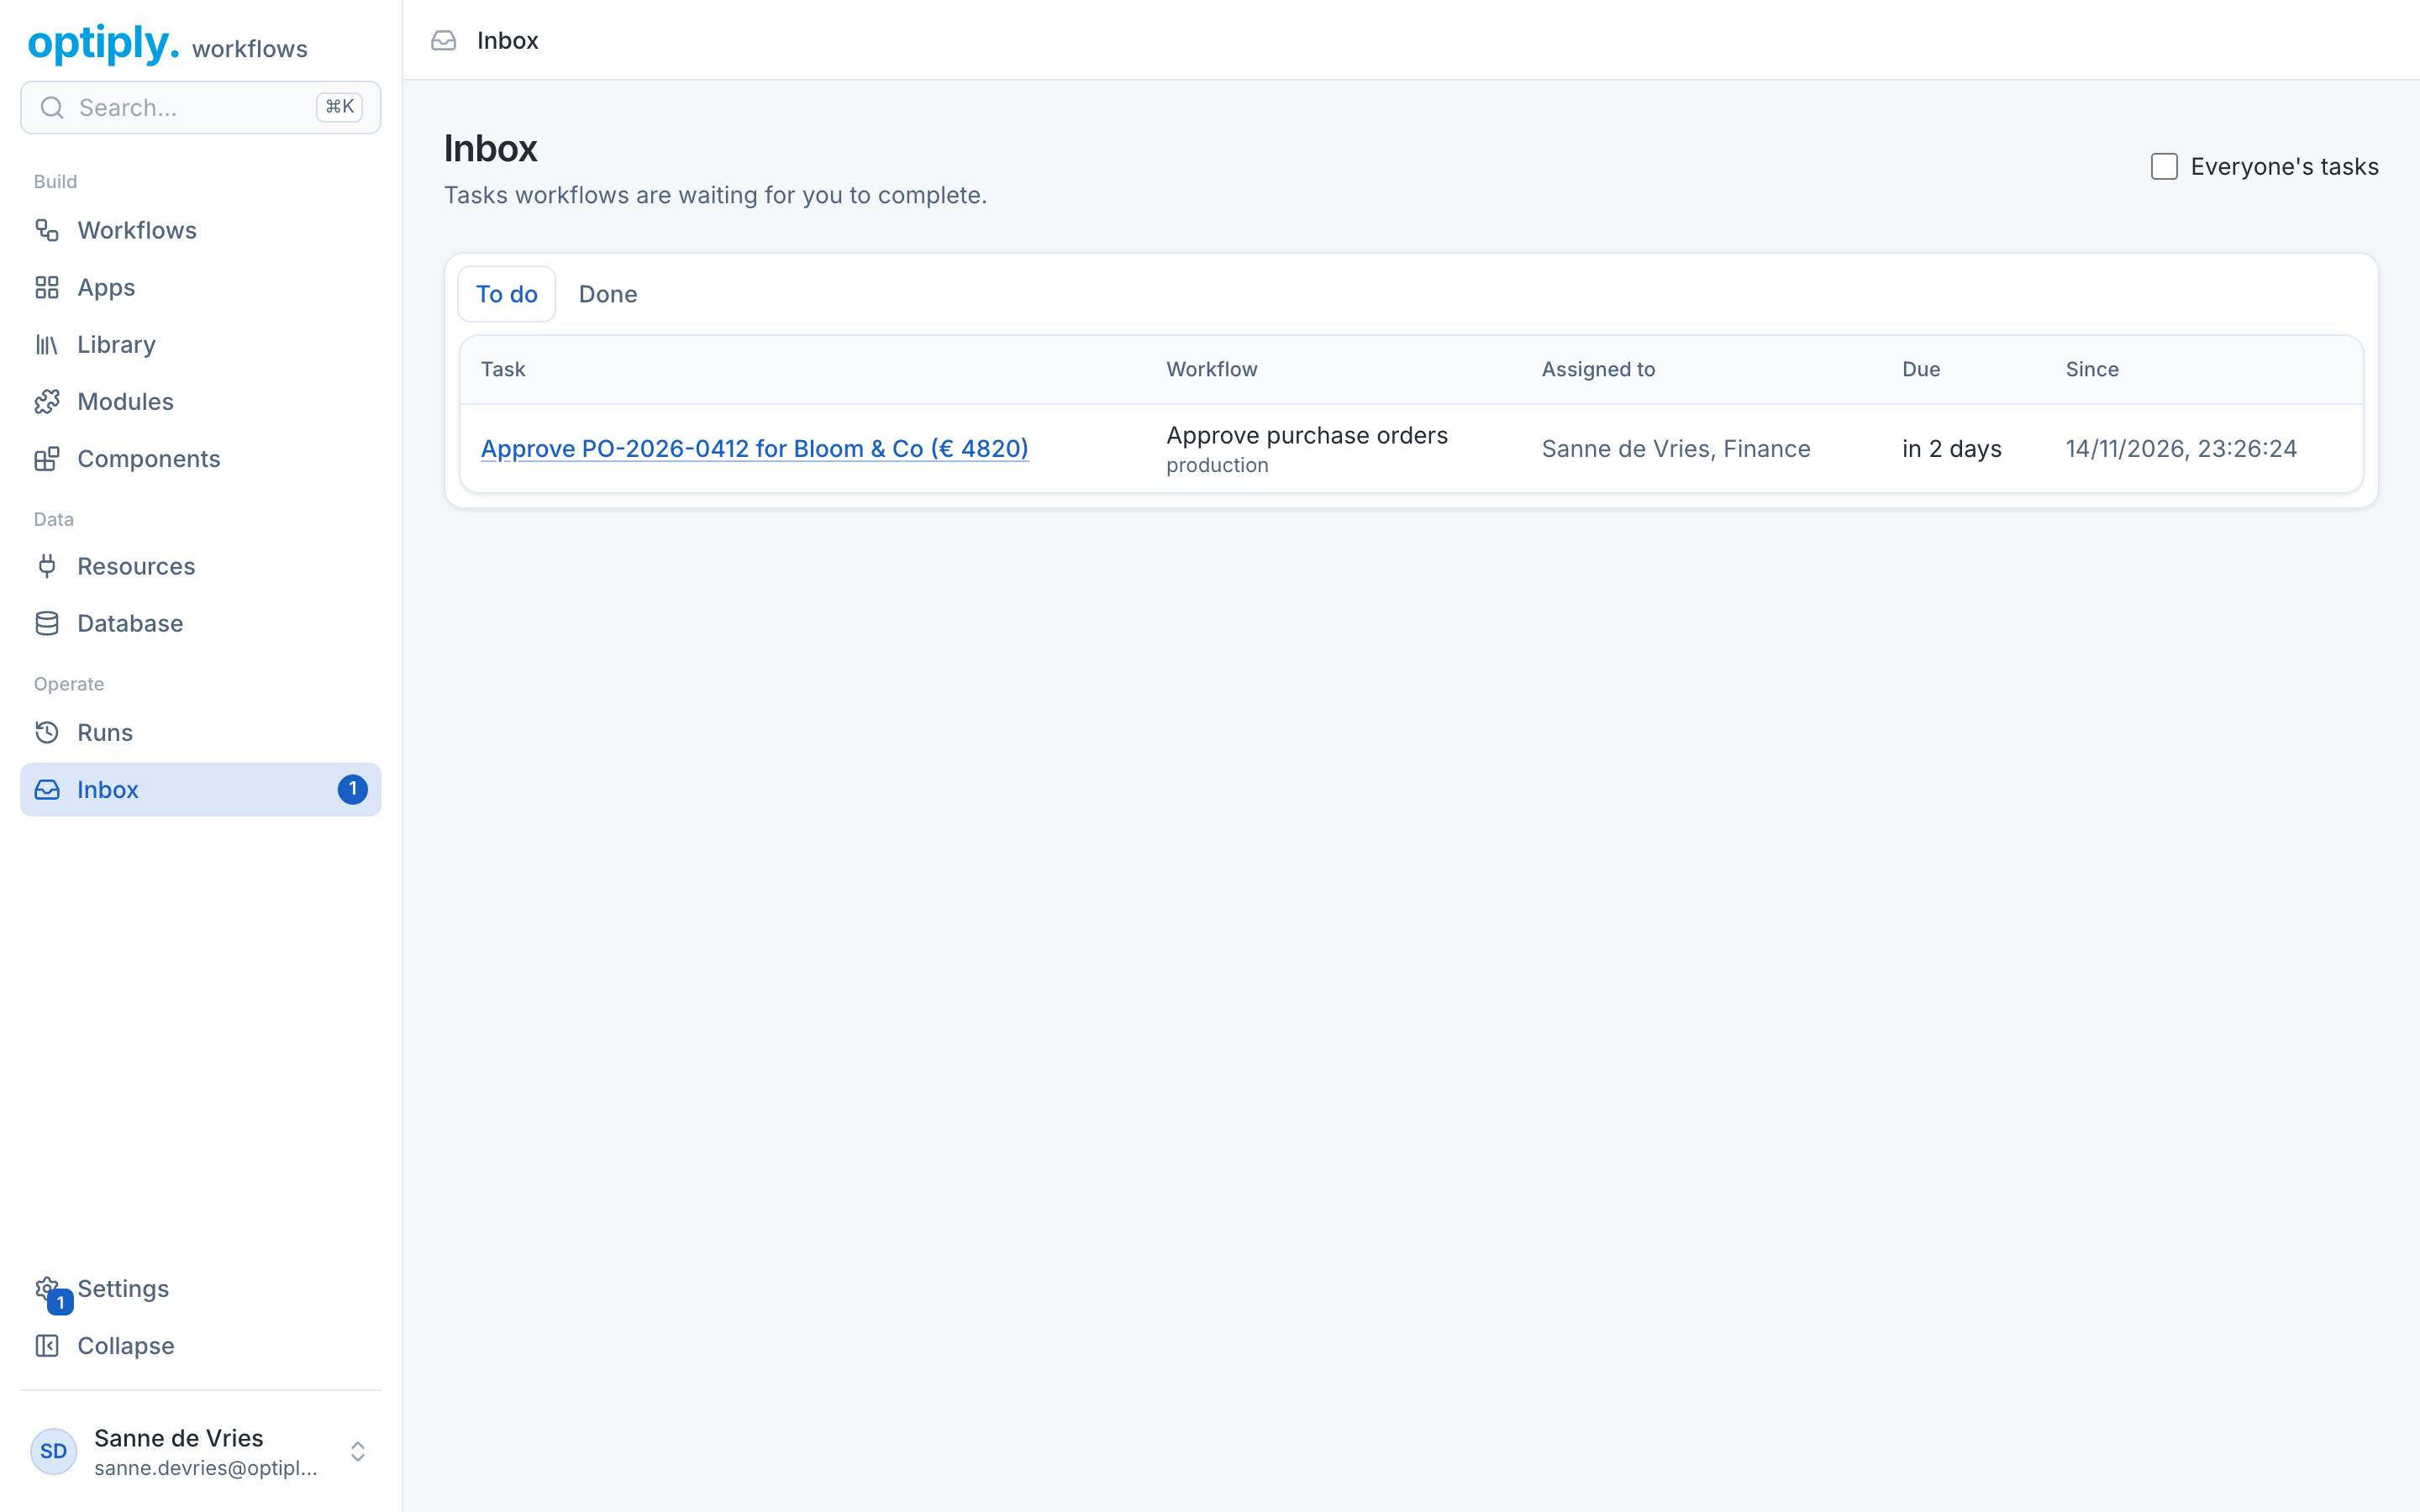 optiply. workflows
Search... ⌘K
Build
Workflows
Apps
Library
Modules
Components
Data
Resources
Database
Operate
Runs
Inbox 1
Settings
1
Collapse
SD
Sanne de Vries
sanne.devries@optipl...
Inbox
Inbox
Tasks workflows are waiting for you to complete.
Everyone's tasks
To do Done
Task Workflow Assigned to Due Since
Approve PO-2026-0412 for Bloom & Co (€ 4820) Approve purchase orders Sanne de Vries, Finance in 2 days 14/11/2026, 23:26:24
production